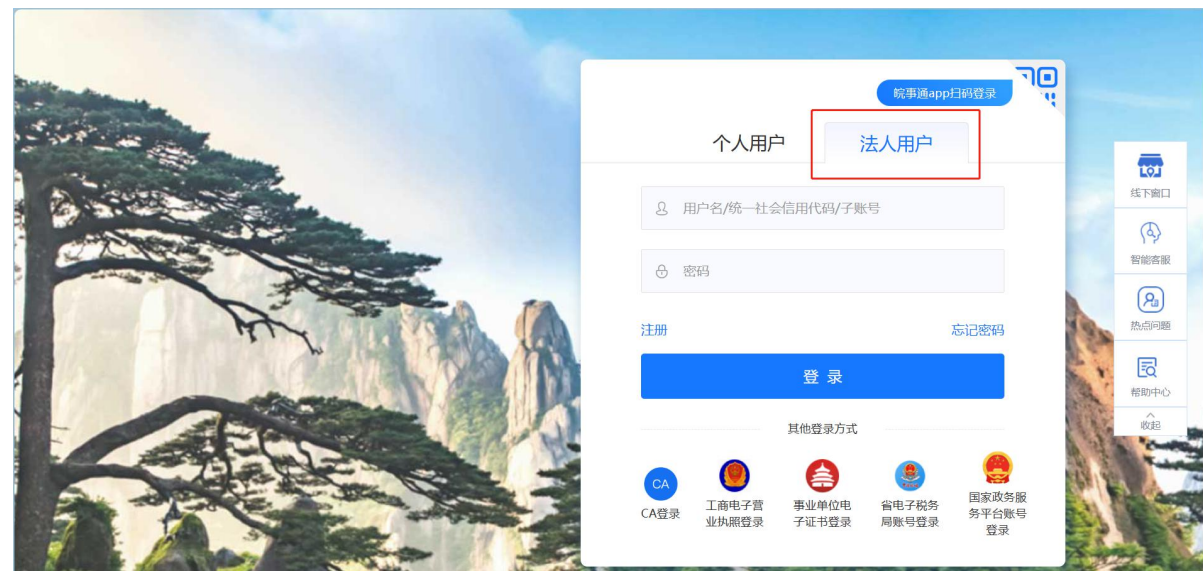 皖事通app扫码登录
个人用户
法人用户
用户名/统一社会信用代码/子账号
密码
注册
忘记密码
登 录
其他登录方式
CA
CA登录
工商电子营
业执照登录
事业单位电
子证书登录
省电子税务
局账号登录
国家政务服
务平台账号
登录
线下窗口
智能客服
热点问题
帮助中心
收起